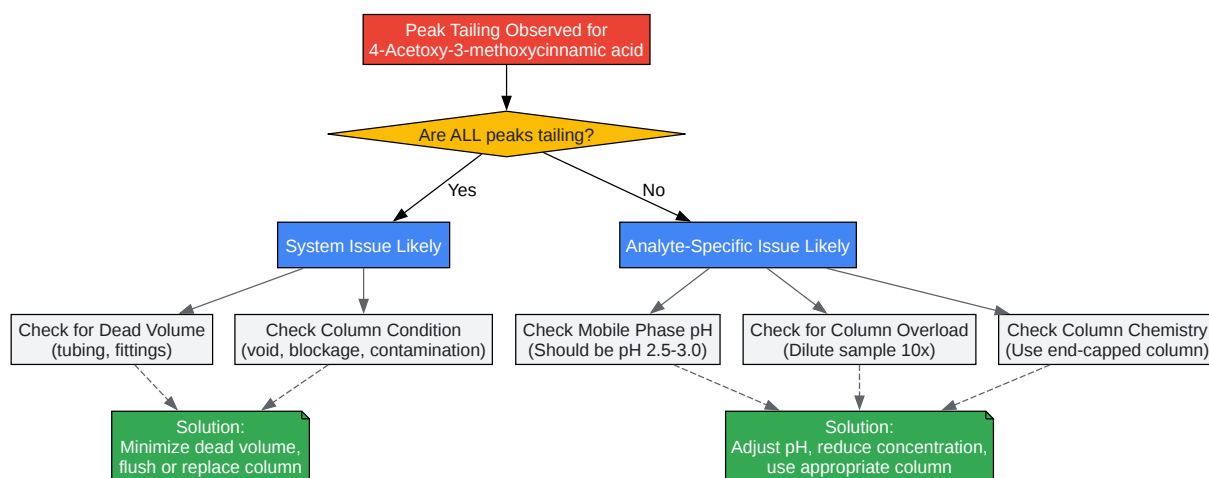 Peak Tailing Observed for
4-Acetoxy-3-methoxycinnamic acid
Are ALL peaks tailing?
Yes
No
System Issue Likely
Analyte-Specific Issue Likely
Check for Dead Volume
(tubing, fittings)
Check Column Condition
(void, blockage, contamination)
Check Mobile Phase pH
(Should be pH 2.5-3.0)
Check for Column Overload
(Dilute sample 10x)
Check Column Chemistry
(Use end-capped column)
Solution:
Minimize dead volume,
flush or replace column
Solution:
Adjust pH, reduce concentration,
use appropriate column